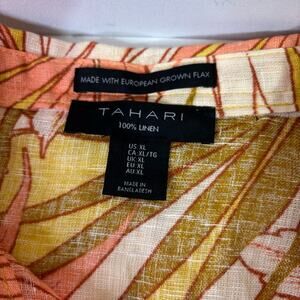 MADE WITH EUROPEAN GROWN FLAX
TAHARI
100% LINEN
US: XL
CA: XL/TG
UK: XL
EU: XL
AU: XL
MADE IN
BANGLADESH